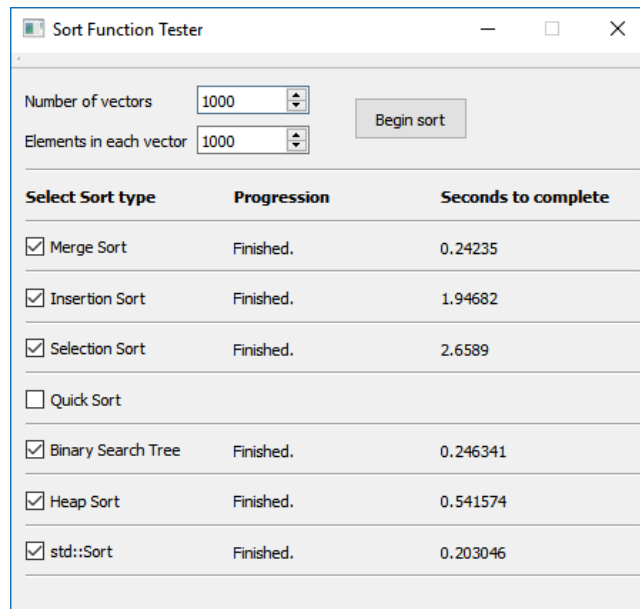 Sort Function Tester
Number of vectors 1000
Begin sort
Elements in each vector 1000
Select Sort type Progression Seconds to complete
Merge Sort Finished. 0.24235
Insertion Sort Finished. 1.94682
Selection Sort Finished. 2.6589
Quick Sort
Binary Search Tree Finished. 0.246341
Heap Sort Finished. 0.541574
std::Sort Finished. 0.203046